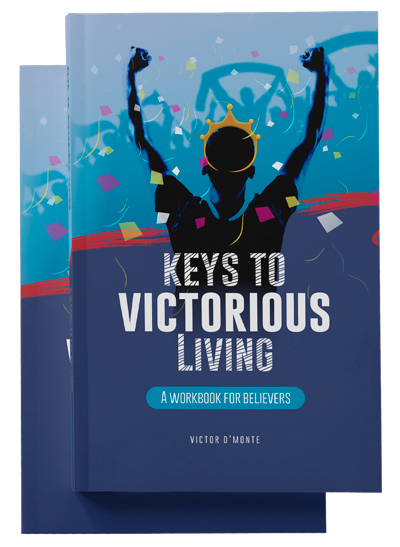 KEYS TO
VICTORIOUS
LIVING
A WORKBOOK FOR BELIEVERS
VICTOR D'MONTE